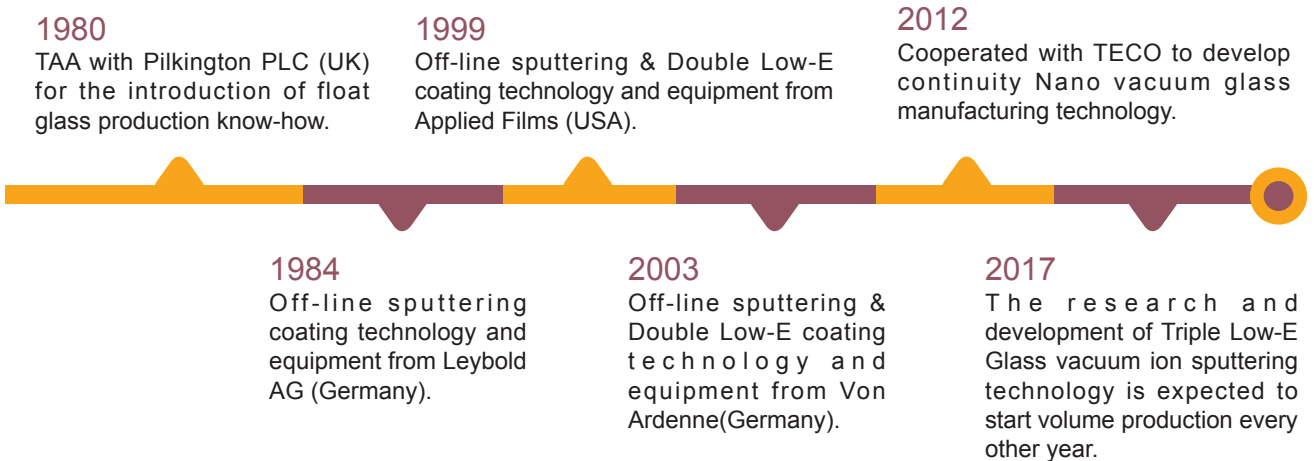 1980
TAA with Pilkington PLC (UK)
for the introduction of float
glass production know-how.
1999
Off-line sputtering & Double Low-E
coating technology and equipment from
Applied Films (USA).
2012
Cooperated with TECO to develop
continuity Nano vacuum glass
manufacturing technology.
1984
Off-line sputtering
coating technology and
equipment from Leybold
AG (Germany).
2003
Off-line sputtering &
Double Low-E coating
technology and
equipment from Von
Ardenne(Germany).
2017
The research and
development of Triple Low-E
Glass vacuum ion sputtering
technology is expected to
start volume production every
other year.